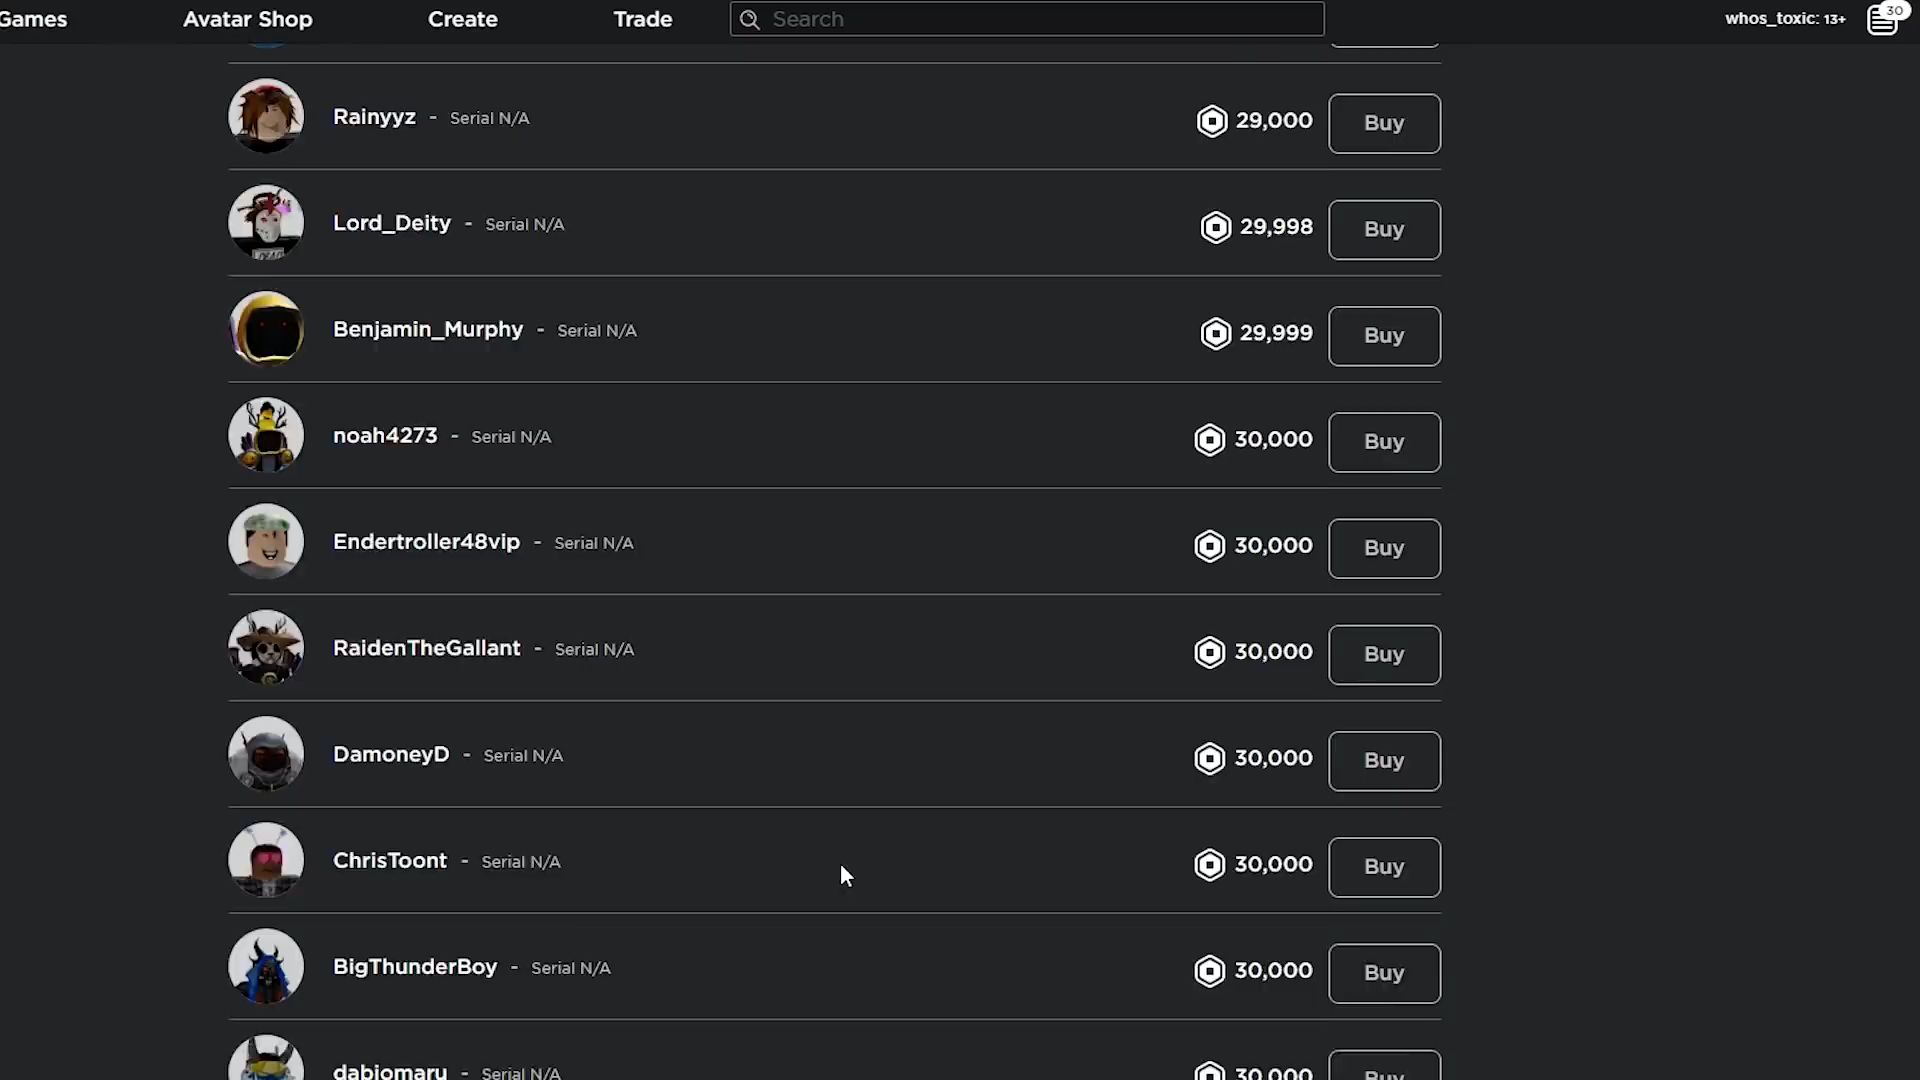 Games Avatar Shop Create Trade Search whos_toxic: 13+ 30
Rainyyz - Serial N/A 29,000 Buy
Lord_Deity - Serial N/A 29,998 Buy
Benjamin_Murphy - Serial N/A 29,999 Buy
noah4273 - Serial N/A 30,000 Buy
Endertroller48vip - Serial N/A 30,000 Buy
RaidenTheGallant - Serial N/A 30,000 Buy
DamoneyD - Serial N/A 30,000 Buy
ChrisToont - Serial N/A 30,000 Buy
BigThunderBoy - Serial N/A 30,000 Buy
dabiomaru - Serial N/A 30,000 Buy